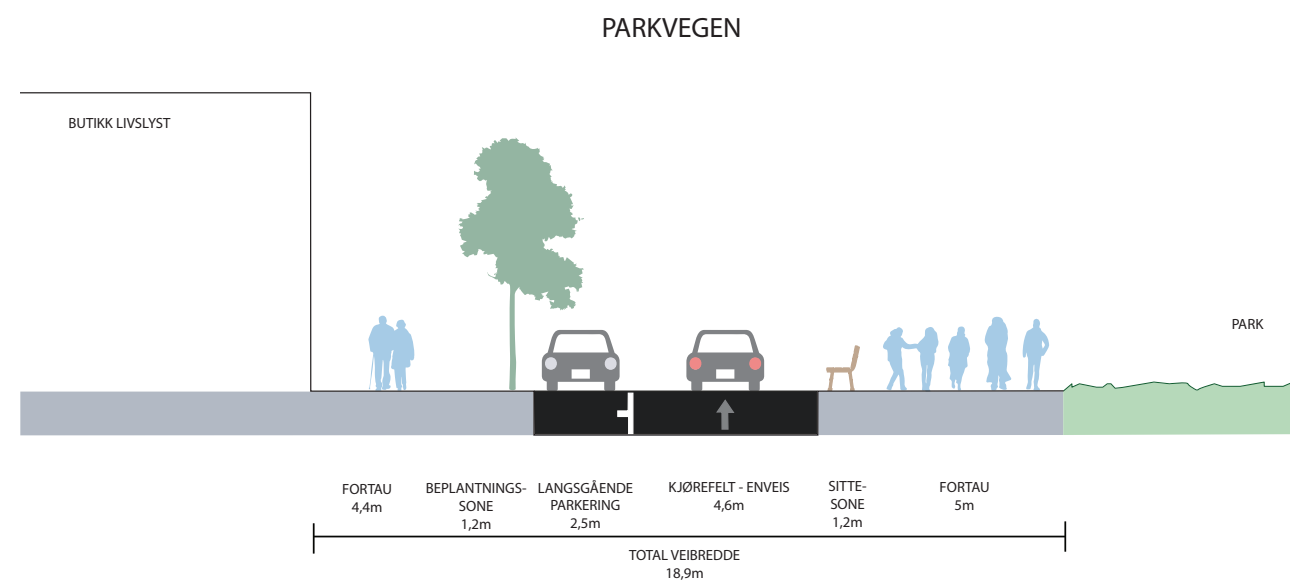 PARKVEGEN
BUTIKK LIVSLYST
PARK
FORTAU
4,4m
BEPLANTNINGS-
SONE
1,2m
LANGSGÅENDE
PARKERING
2,5m
KJØREFELT - ENVEIS
4,6m
SITTE-
SONE
1,2m
FORTAU
5m
TOTAL VEIBREDDE
18,9m